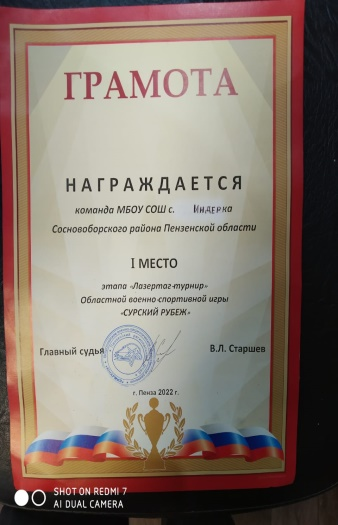 ГРАМОТА
НАГРАЖДАЕТСЯ
команда МБОУ СОШ с. Индерка
Сосновоборского района Пензенской области
I МЕСТО
этапа «Лазертаг-турнир»
Областной военно-спортивной игры
«СУРСКИЙ РУБЕЖ»
Главный судья В.Л. Старшев
г. Пенза 2022 г.
SHOT ON REDMI 7
AI DUAL CAMERA